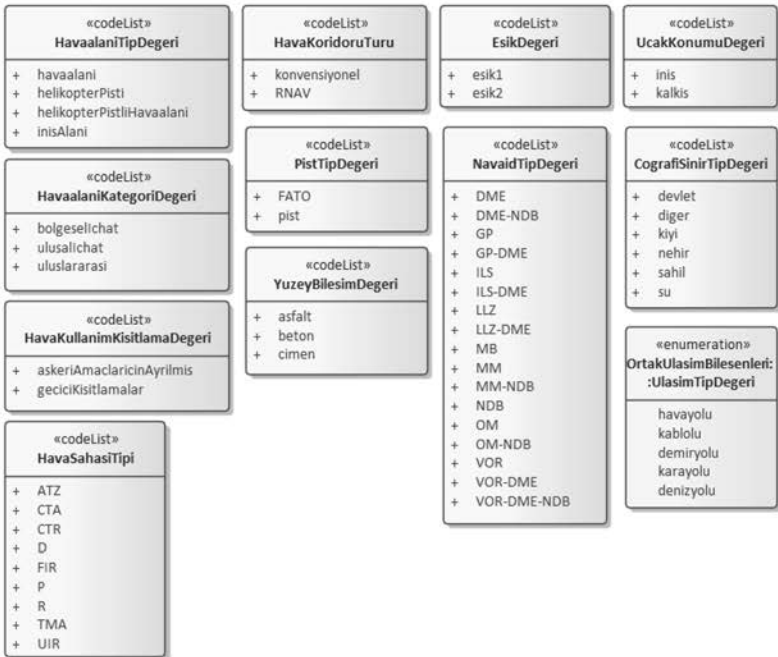 «codeList»
HavaalaniTipDegeri
+ havaalani
+ helikopterPisti
+ helikopterPistliHavaalani
+ inisAlani
«codeList»
HavaalaniKategoriDegeri
+ bolgeselIchat
+ ulusalIchat
+ uluslararasi
«codeList»
HavaKullanimKisitlamaDegeri
+ askeriAmaclaricinAyrilmis
+ geciciKisitlamalar
«codeList»
HavaSahasiTipi
+ ATZ
+ CTA
+ CTR
+ D
+ FIR
+ P
+ R
+ TMA
+ UIR
«codeList»
HavaKoridoruTuru
+ konvensiyonel
+ RNAV
«codeList»
PistTipDegeri
+ FATO
+ pist
«codeList»
YuzeyBilesimDegeri
+ asfalt
+ beton
+ cimen
«codeList»
EsikDegeri
+ esik1
+ esik2
«codeList»
NavaidTipDegeri
+ DME
+ DME-NDB
+ GP
+ GP-DME
+ ILS
+ ILS-DME
+ LLZ
+ LLZ-DME
+ MB
+ MM
+ MM-NDB
+ NDB
+ OM
+ OM-NDB
+ VOR
+ VOR-DME
+ VOR-DME-NDB
«codeList»
UcakKonumuDegeri
+ inis
+ kalkis
«codeList»
CografiSinirTipDegeri
+ devlet
+ diger
+ kiyi
+ nehir
+ sahil
+ su
«enumeration»
OrtakUlasimBilesenleri:
:UlasimTipDegeri
havayolu
kablolu
demiryolu
karayolu
denizyolu